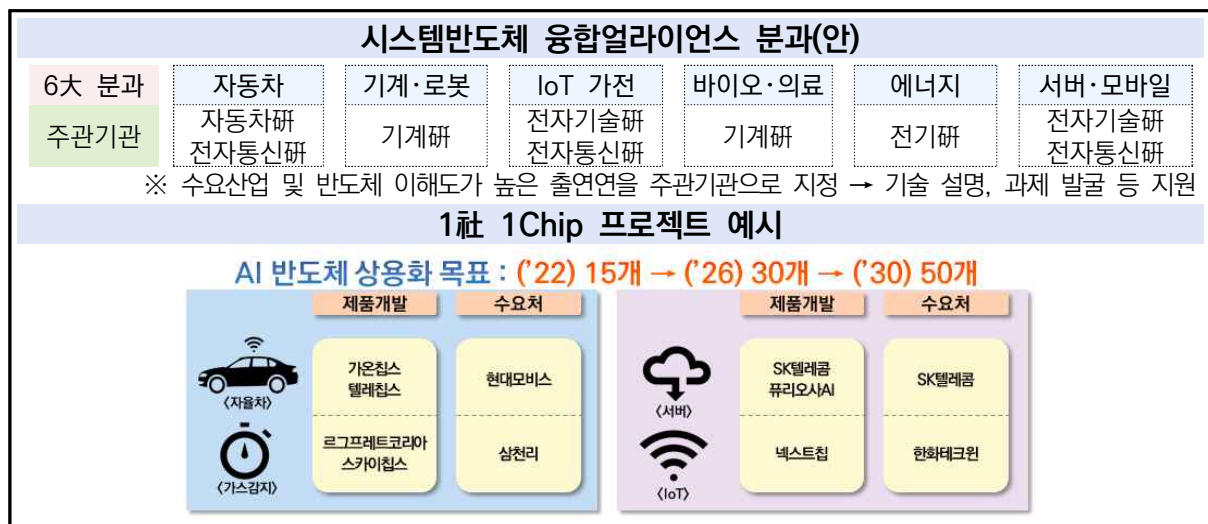 시스템반도체 융합얼라이언스 분과(안)
6大 분과 자동차 기계·로봇 IoT 가전 바이오·의료 에너지 서버·모바일
주관기관 자동차硏 전자통신硏 기계硏 전자기술硏 전자통신硏 기계硏 전기硏 전자기술硏 전자통신硏
※ 수요산업 및 반도체 이해도가 높은 출연연을 주관기관으로 지정 → 기술 설명, 과제 발굴 등 지원
1社 1Chip 프로젝트 예시
AI 반도체 상용화 목표 : ('22) 15개 → ('26) 30개 → ('30) 50개
제품개발 수요처
가온칩스
텔레칩스
현대모비스
<자율차>
르그프레트코리아
스카이칩스
삼천리
<가스감지>
제품개발 수요처
SK텔레콤
퓨리오사AI
SK텔레콤
<서버>
넥스트칩
한화테크윈
<IoT>